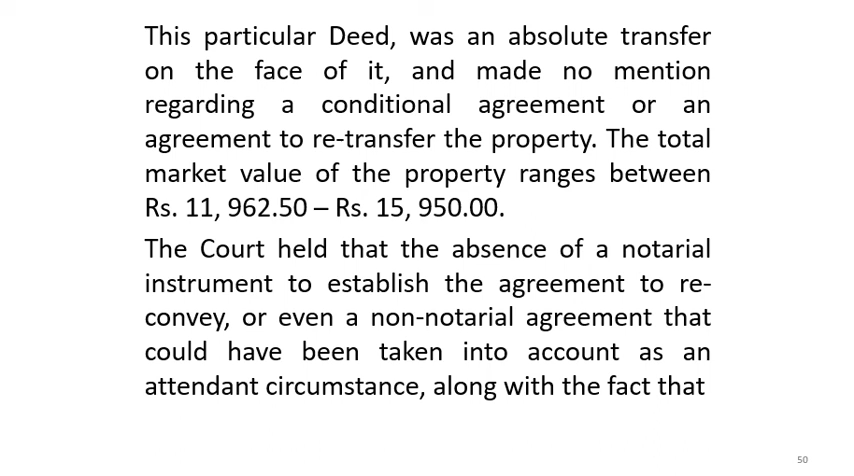 This particular Deed, was an absolute transfer
on the face of it, and made no mention
regarding a conditional agreement or an
agreement to re-transfer the property. The total
market value of the property ranges between
Rs. 11, 962.50 – Rs. 15, 950.00.
The Court held that the absence of a notarial
instrument to establish the agreement to re-
convey, or even a non-notarial agreement that
could have been taken into account as an
attendant circumstance, along with the fact that
50